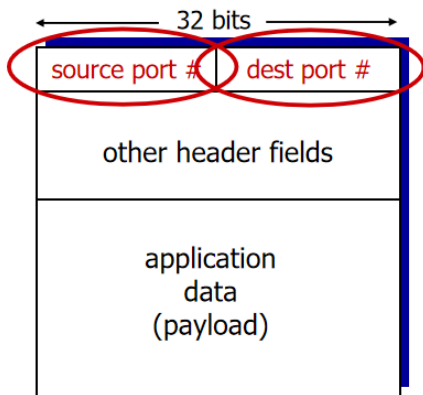 32 bits
source port # dest port #
other header fields
application
data
(payload)